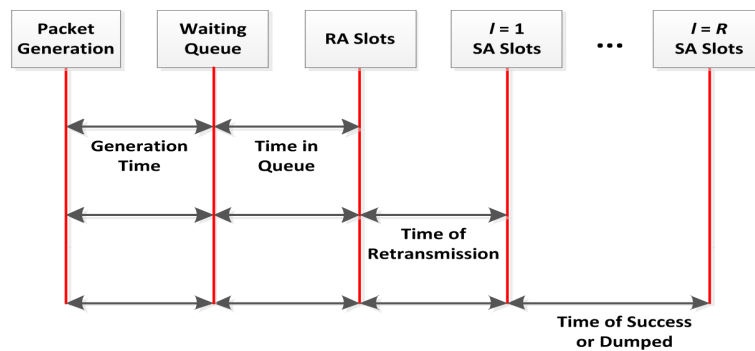 Packet
Generation
Waiting
Queue
RA Slots
l = 1
SA Slots
...
l = R
SA Slots
Generation
Time
Time in
Queue
Time of
Retransmission
Time of Success
or Dumped